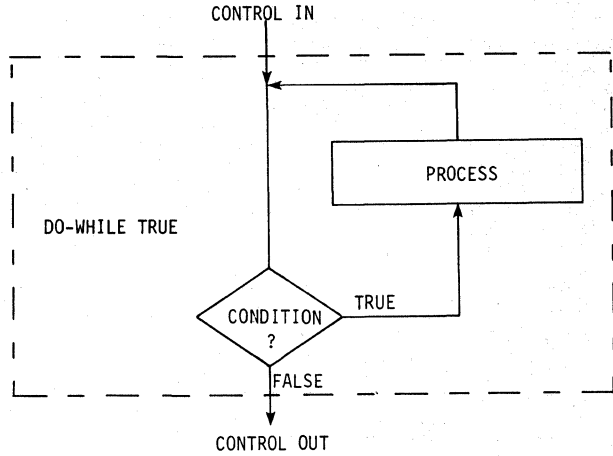 CONTROL IN
PROCESS
DO-WHILE TRUE
TRUE
CONDITION
?
FALSE
CONTROL OUT